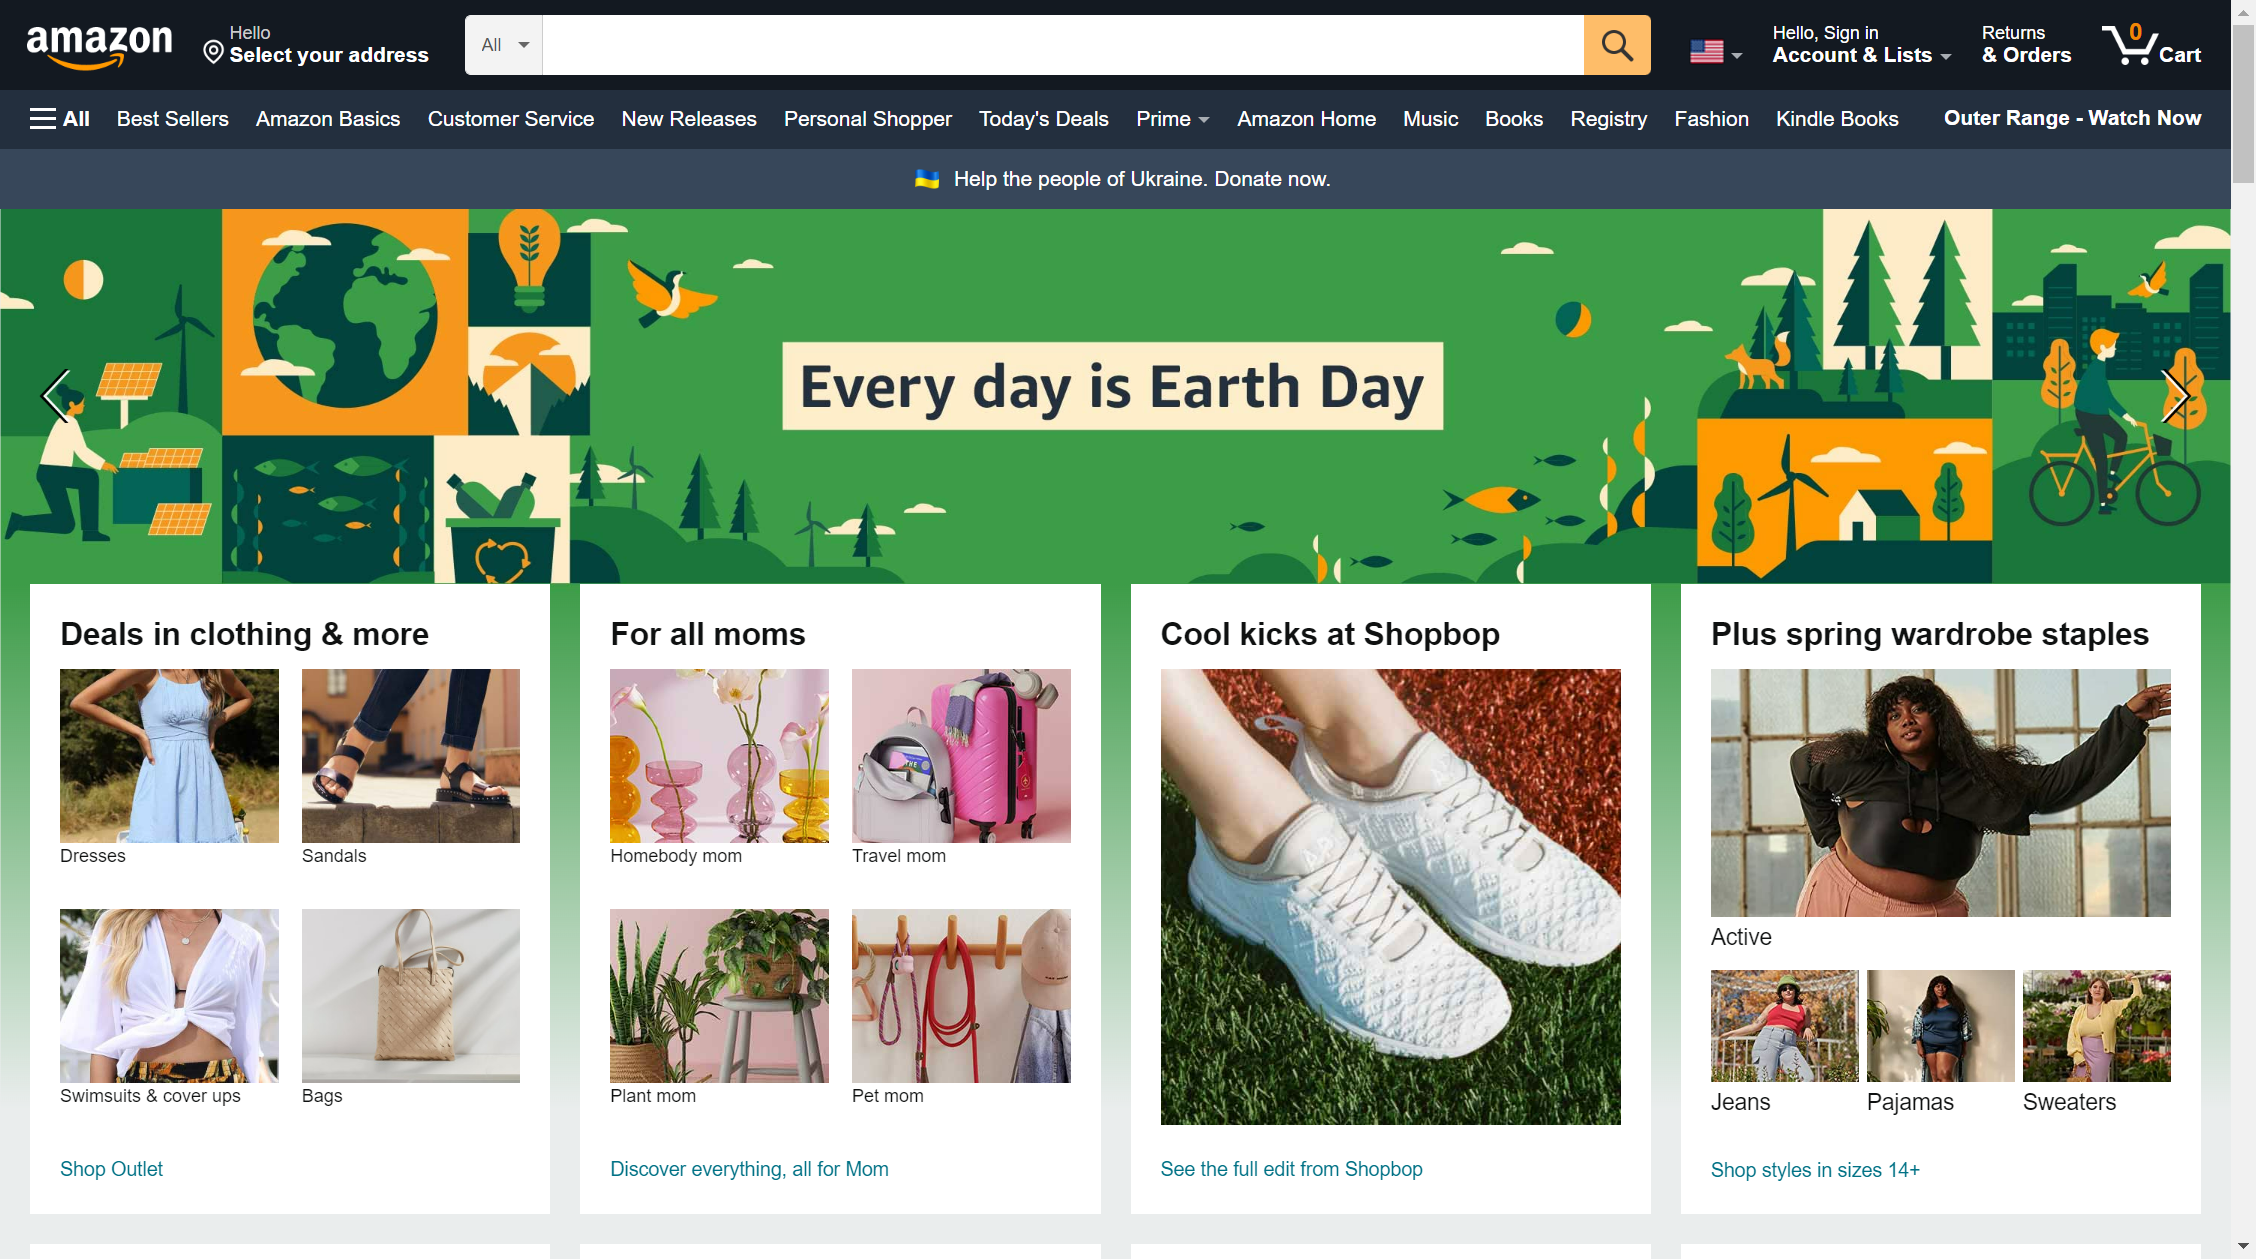 amazon
Hello
Select your address
All
Hello, Sign in
Account & Lists
Returns
& Orders
0
Cart
All
Best Sellers
Amazon Basics
Customer Service
New Releases
Personal Shopper
Today's Deals
Prime
Amazon Home
Music
Books
Registry
Fashion
Kindle Books
Outer Range - Watch Now
Help the people of Ukraine. Donate now.
Every day is Earth Day
Deals in clothing & more
Dresses
Sandals
Swimsuits & cover ups
Bags
Shop Outlet
For all moms
Homebody mom
Travel mom
Plant mom
Pet mom
Discover everything, all for Mom
Cool kicks at Shopbop
See the full edit from Shopbop
Plus spring wardrobe staples
Active
Jeans
Pajamas
Sweaters
Shop styles in sizes 14+